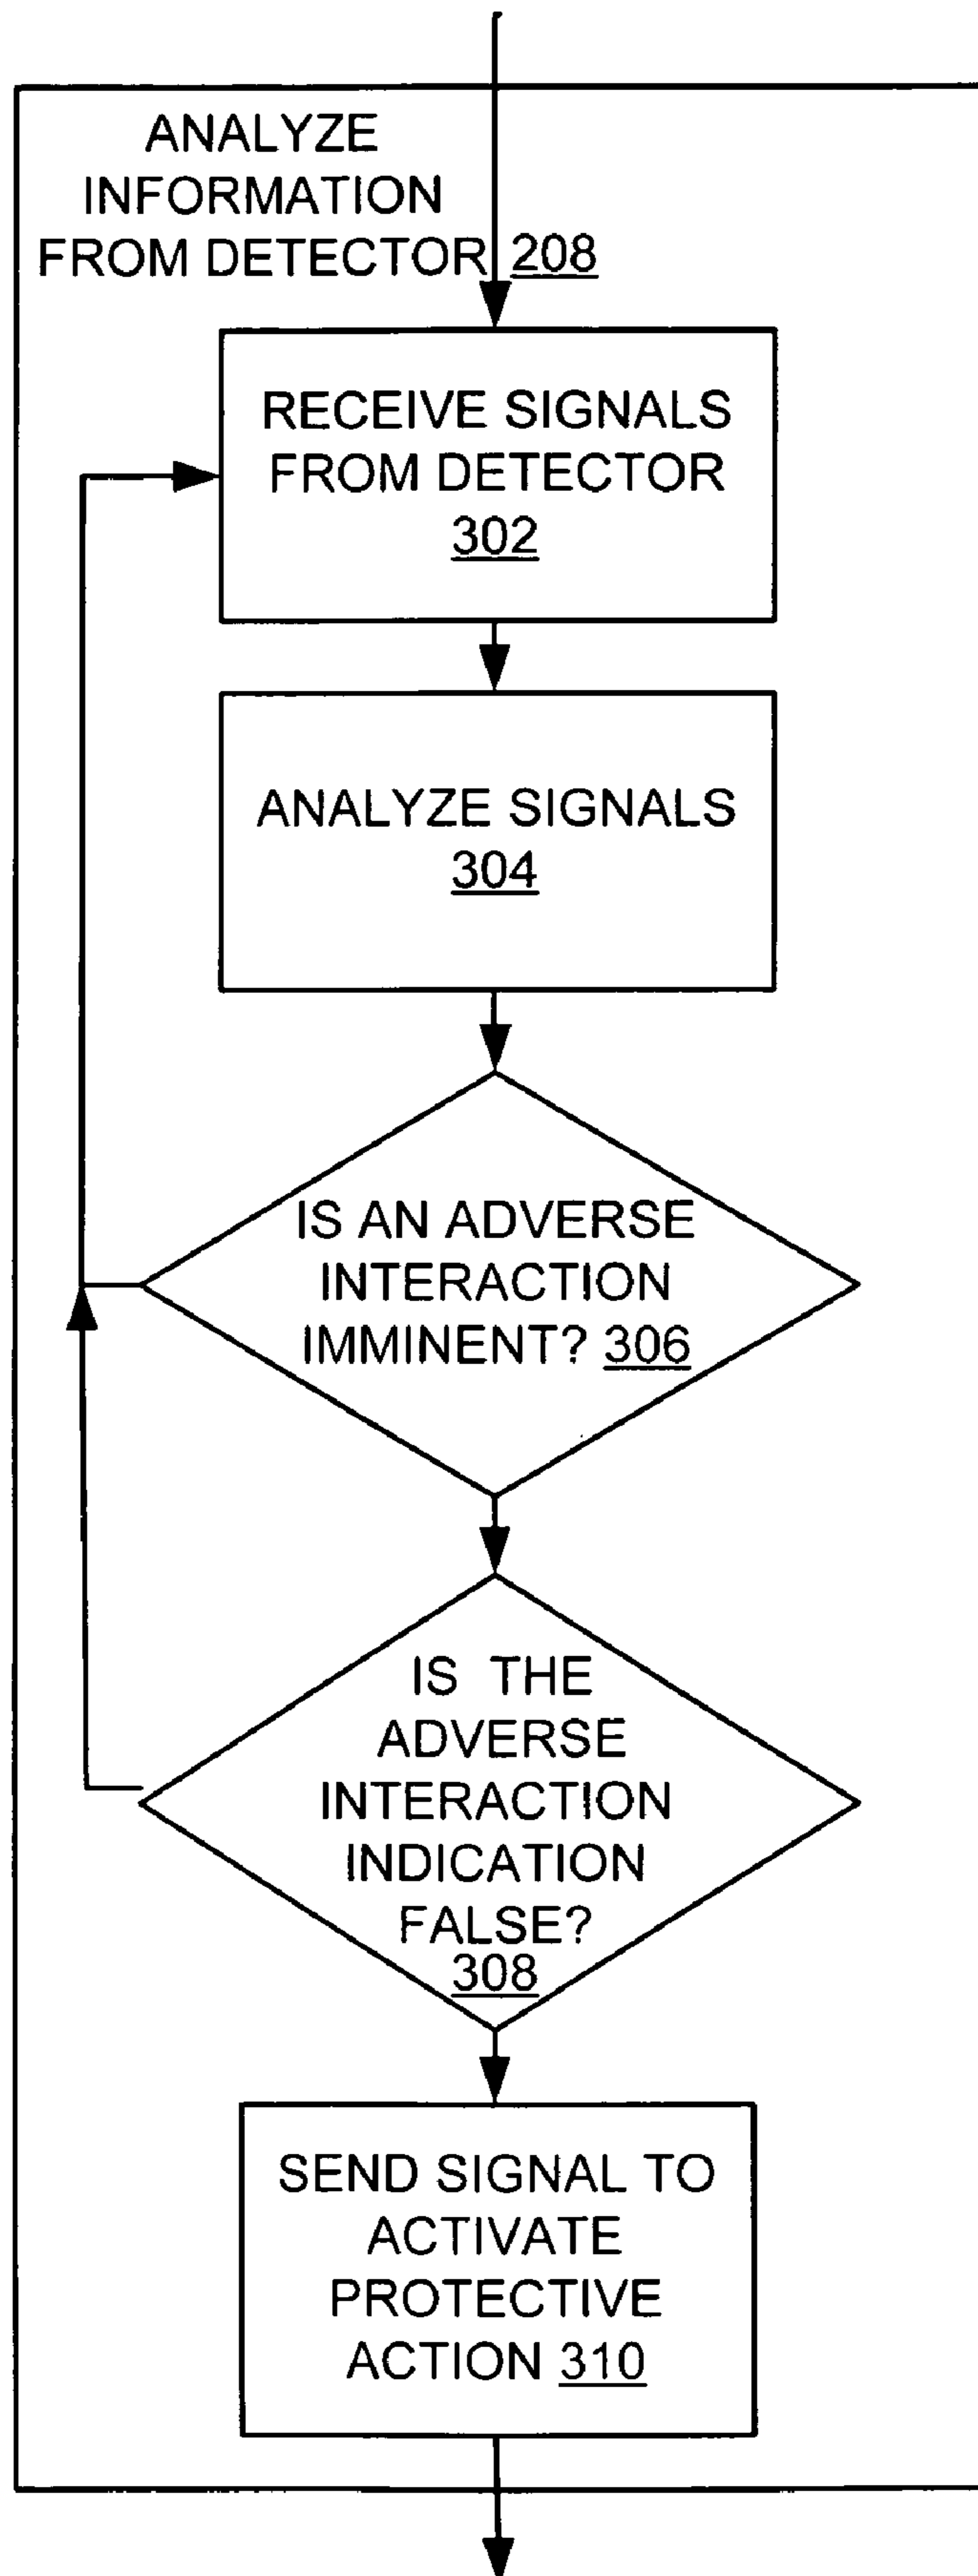 ANALYZE
INFORMATION
FROM DETECTOR 208
RECEIVE SIGNALS
FROM DETECTOR
302
ANALYZE SIGNALS
304
IS AN ADVERSE
INTERACTION
IMMINENT? 306
IS THE
ADVERSE
INTERACTION
INDICATION
FALSE?
308
SEND SIGNAL TO
ACTIVATE
PROTECTIVE
ACTION 310